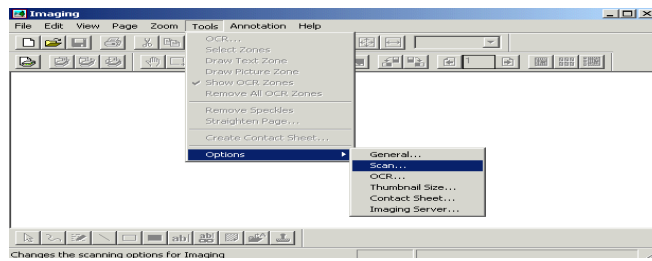 Imaging
File Edit View Page Zoom Tools Annotation Help
OCR...
Select Zones
Draw Text Zone
Draw Picture Zone
Show OCR Zones
Remove All OCR Zones
Remove Speckles
Straighten Page...
Create Contact Sheet...
Options
General...
Scan...
OCR...
Thumbnail Size...
Contact Sheet...
Imaging Server...
1
ab
Changes the scanning options for Imaging